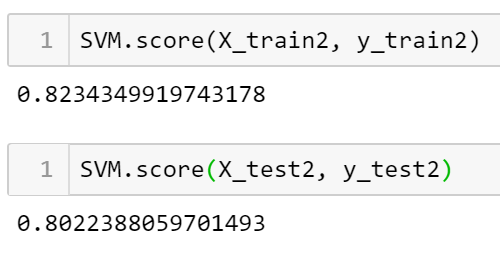 1 SVM.score(X_train2, y_train2)
0.8234349919743178
1 SVM.score(X_test2, y_test2)
0.8022388059701493